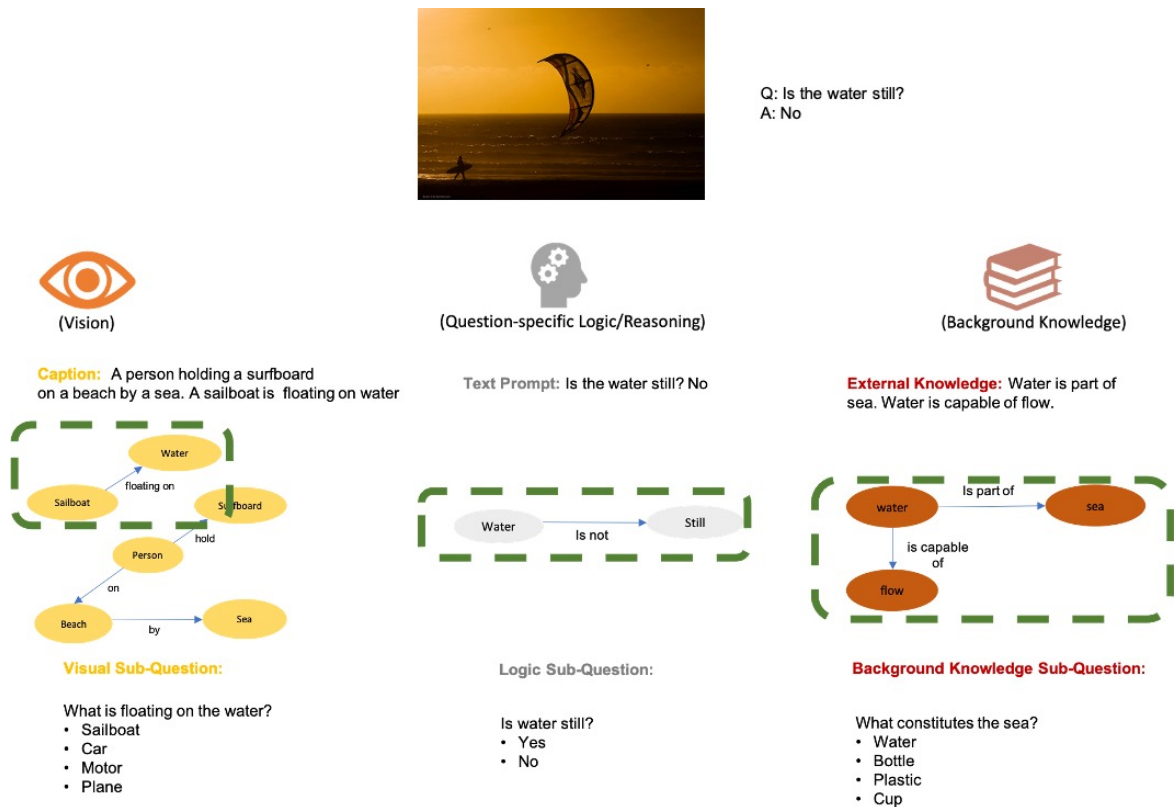 Q: Is the water still?
A: No
(Vision)
(Question-specific Logic/Reasoning)
(Background Knowledge)
Caption: A person holding a surfboard
on a beach by a sea. A sailboat is floating on water
Text Prompt: Is the water still? No
External Knowledge: Water is part of
sea. Water is capable of flow.
Water
floating on
Sailboat
Surfboard
hold
Person
on
Beach
by
Sea
Water
Is not
Still
water
Is part of
sea
is capable
of
flow
Visual Sub-Question:
What is floating on the water?
• Sailboat
• Car
• Motor
• Plane
Logic Sub-Question:
Is water still?
• Yes
• No
Background Knowledge Sub-Question:
What constitutes the sea?
• Water
• Bottle
• Plastic
• Cup